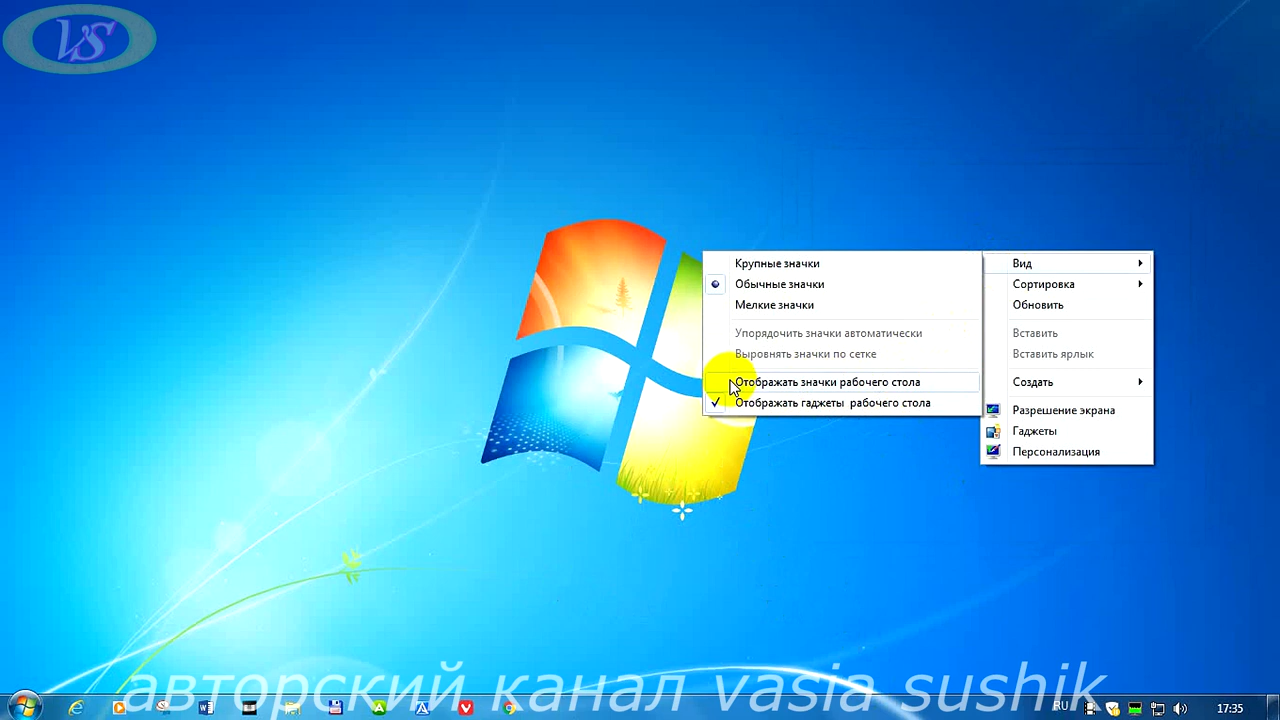 VS
Крупные значки
Обычные значки
Мелкие значки
Упорядочить значки автоматически
Выровнять значки по сетке
Отображать значки рабочего стола
Отображать гаджеты рабочего стола
Вид
Сортировка
Обновить
Вставить
Вставить ярлык
Создать
Разрешение экрана
Гаджеты
Персонализация
авторский канал vasia sushik
RU
17:35